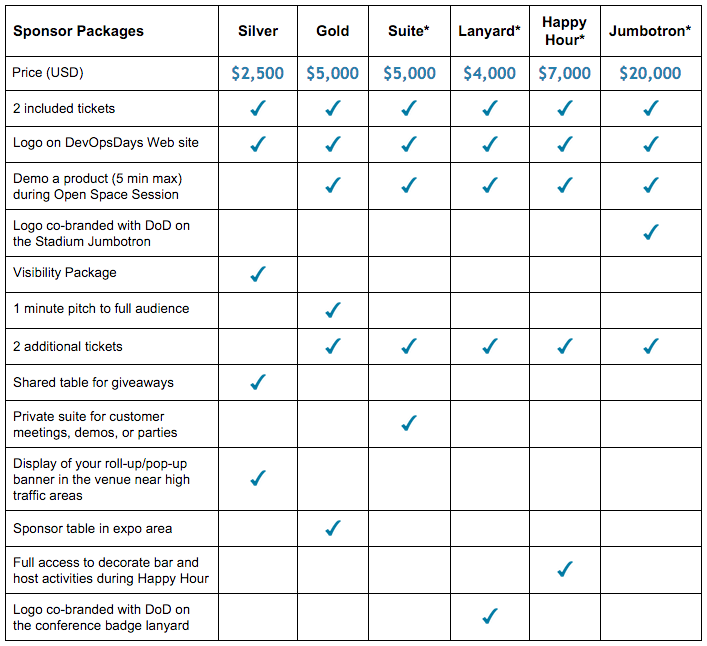 Sponsor Packages Silver Gold Suite* Lanyard* Happy Hour* Jumbotron*
Price (USD) $2,500 $5,000 $5,000 $4,000 $7,000 $20,000
2 included tickets ✓ ✓ ✓ ✓ ✓ ✓
Logo on DevOpsDays Web site ✓ ✓ ✓ ✓ ✓ ✓
Demo a product (5 min max)
during Open Space Session ✓ ✓ ✓ ✓ ✓
Logo co-branded with DoD on
the Stadium Jumbotron ✓
Visibility Package ✓
1 minute pitch to full audience ✓
2 additional tickets ✓ ✓ ✓ ✓ ✓
Shared table for giveaways ✓
Private suite for customer
meetings, demos, or parties ✓
Display of your roll-up/pop-up
banner in the venue near high
traffic areas ✓
Sponsor table in expo area ✓
Full access to decorate bar and
host activities during Happy Hour ✓
Logo co-branded with DoD on
the conference badge lanyard ✓